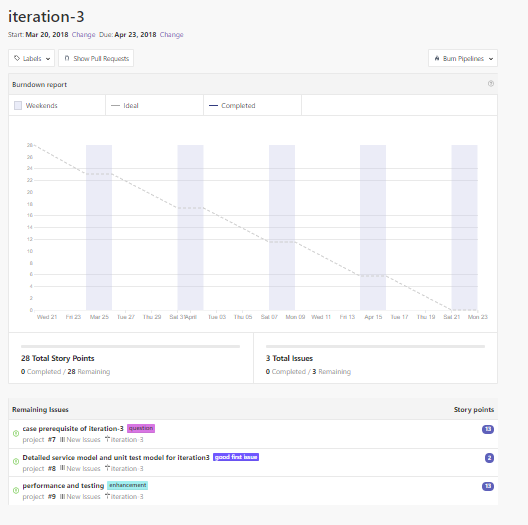 iteration-3
Start: Mar 20, 2018 Change Due: Apr 23, 2018 Change
Labels Show Pull Requests Burn Pipelines
Burndown report
Weekends Ideal Completed
28
26
24
22
20
18
16
14
12
10
8
6
4
2
0
Wed 21 Fri 23 Mar 25 Tue 27 Thu 29 Sat 31 April Tue 03 Thu 05 Sat 07 Mon 09 Wed 11 Fri 13 Apr 15 Tue 17 Thu 19 Sat 21 Mon 23
28 Total Story Points 3 Total Issues
0 Completed / 28 Remaining 0 Completed / 3 Remaining
Remaining Issues Story points
case prerequisite of iteration-3 question 13
project #7 New Issues iteration-3
Detailed service model and unit test model for iteration3 good first issue 2
project #8 New Issues iteration-3
performance and testing enhancement 13
project #9 New Issues iteration-3